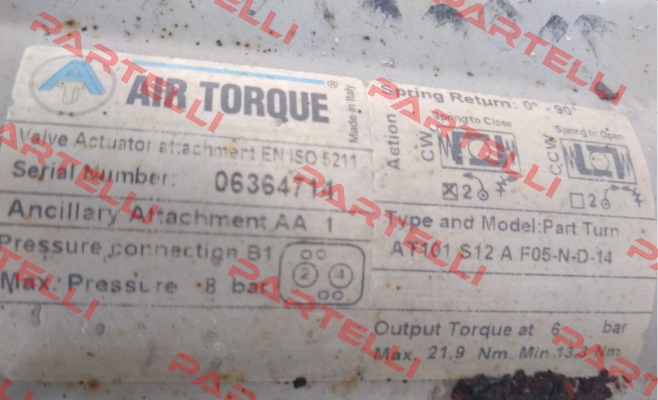 AIR TORQUE®
Made in Italy
Valve Actuator attachment EN ISO 5211
Serial Number: 06364714
Ancillary Attachment AA 1
Pressure connection B1
2 4
Max. Pressure 8 bar
Spring Return: 0° - 90°
Action
CW
Spring to Close
2
CCW
Spring to Open
2
Type and Model: Part Turn
AT101 S12 A F05-N-D-14
Output Torque at 6 bar
Max. 21.9 Nm Min. 13.3 Nm
PARTELLI
PARTELLI
PARTELLI
PARTELLI
PARTELLI
PARTELLI
PARTELLI